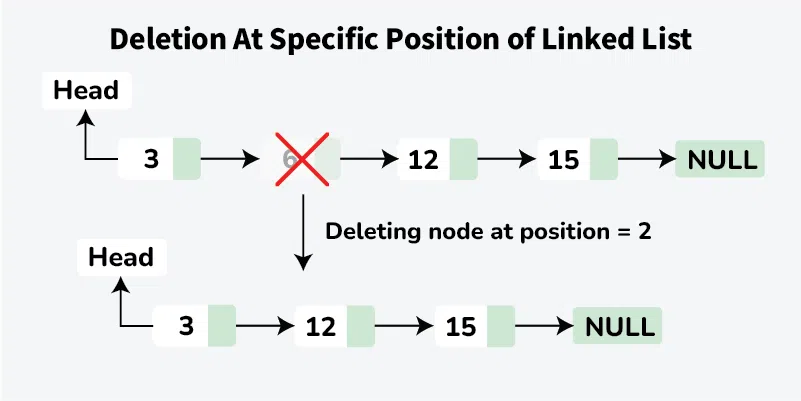 Deletion At Specific Position of Linked List
Head
3 6 12 15 NULL
Deleting node at position = 2
Head
3 12 15 NULL